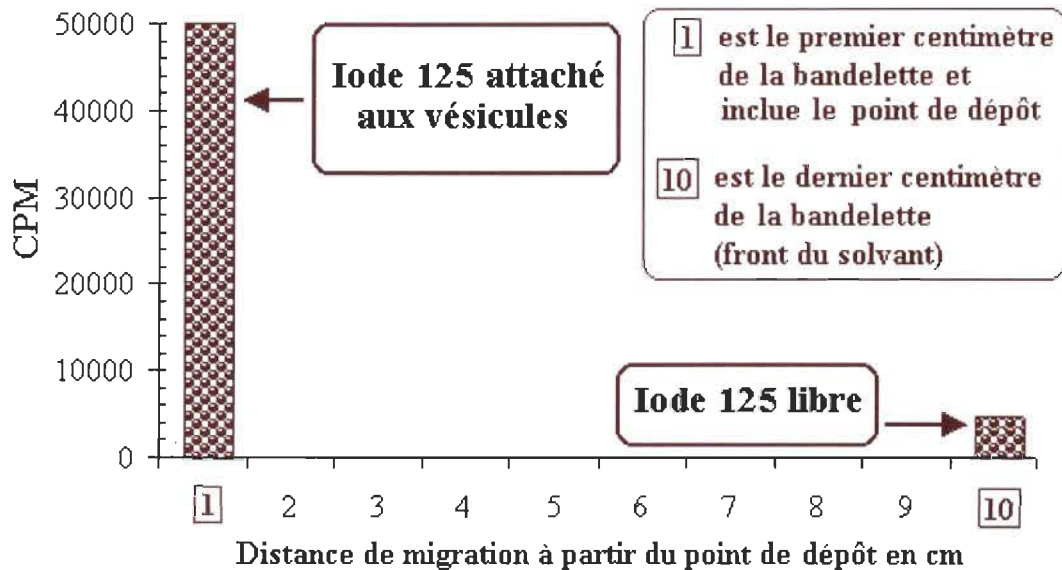 50000
40000
30000
20000
10000
0
CPM
Iode 125 attaché
aux vésicules
1 est le premier centimètre
de la bandelette et
inclue le point de dépôt
10 est le dernier centimètre
de la bandelette
(front du solvant)
Iode 125 libre
1 2 3 4 5 6 7 8 9 10
Distance de migration à partir du point de dépôt en cm